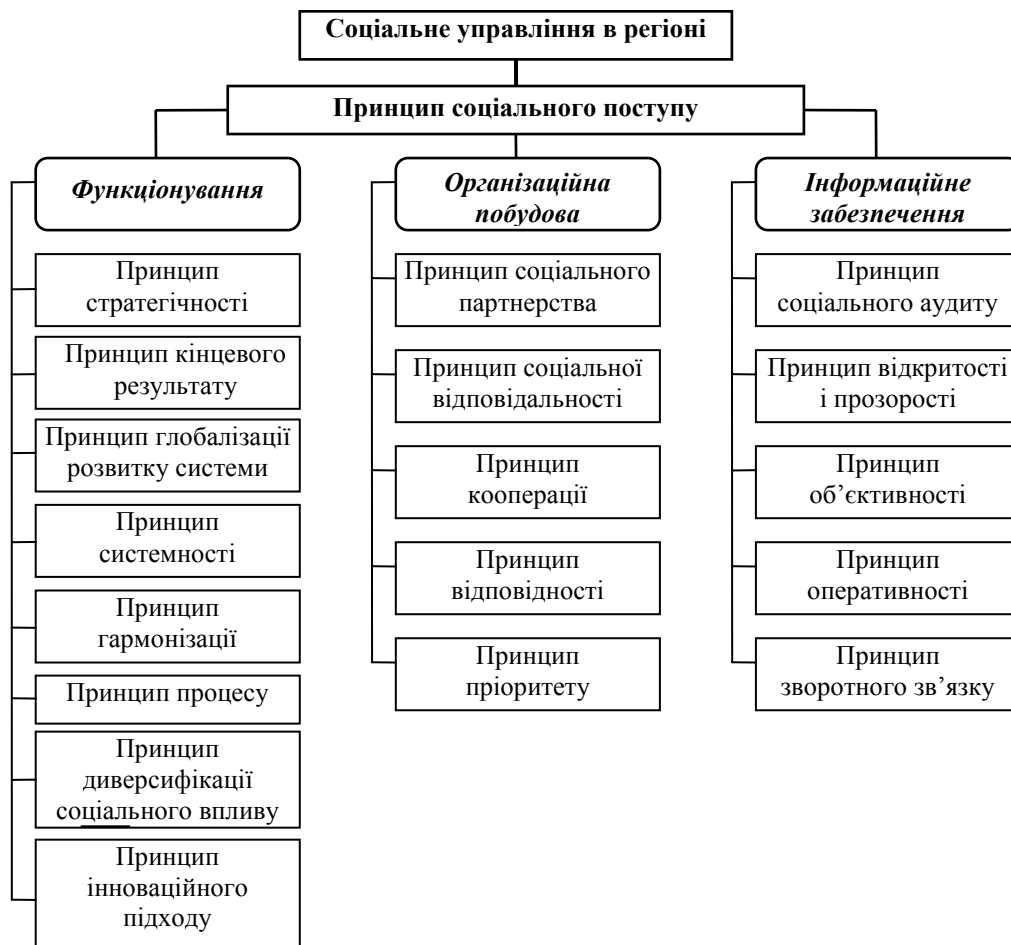 Соціальне управління в регіоні
Принцип соціального поступу
Функціонування
Принцип
стратегічності
Принцип кінцевого
результату
Принцип глобалізації
розвитку системи
Принцип
системності
Принцип
гармонізації
Принцип процесу
Принцип
диверсифікації
соціального впливу
Принцип
інноваційного
підходу
Організаційна
побудова
Принцип соціального
партнерства
Принцип соціальної
відповідальності
Принцип
кооперації
Принцип
відповідності
Принцип
пріоритету
Інформаційне
забезпечення
Принцип
соціального аудиту
Принцип відкритості
і прозорості
Принцип
об’єктивності
Принцип
оперативності
Принцип
зворотного зв’язку